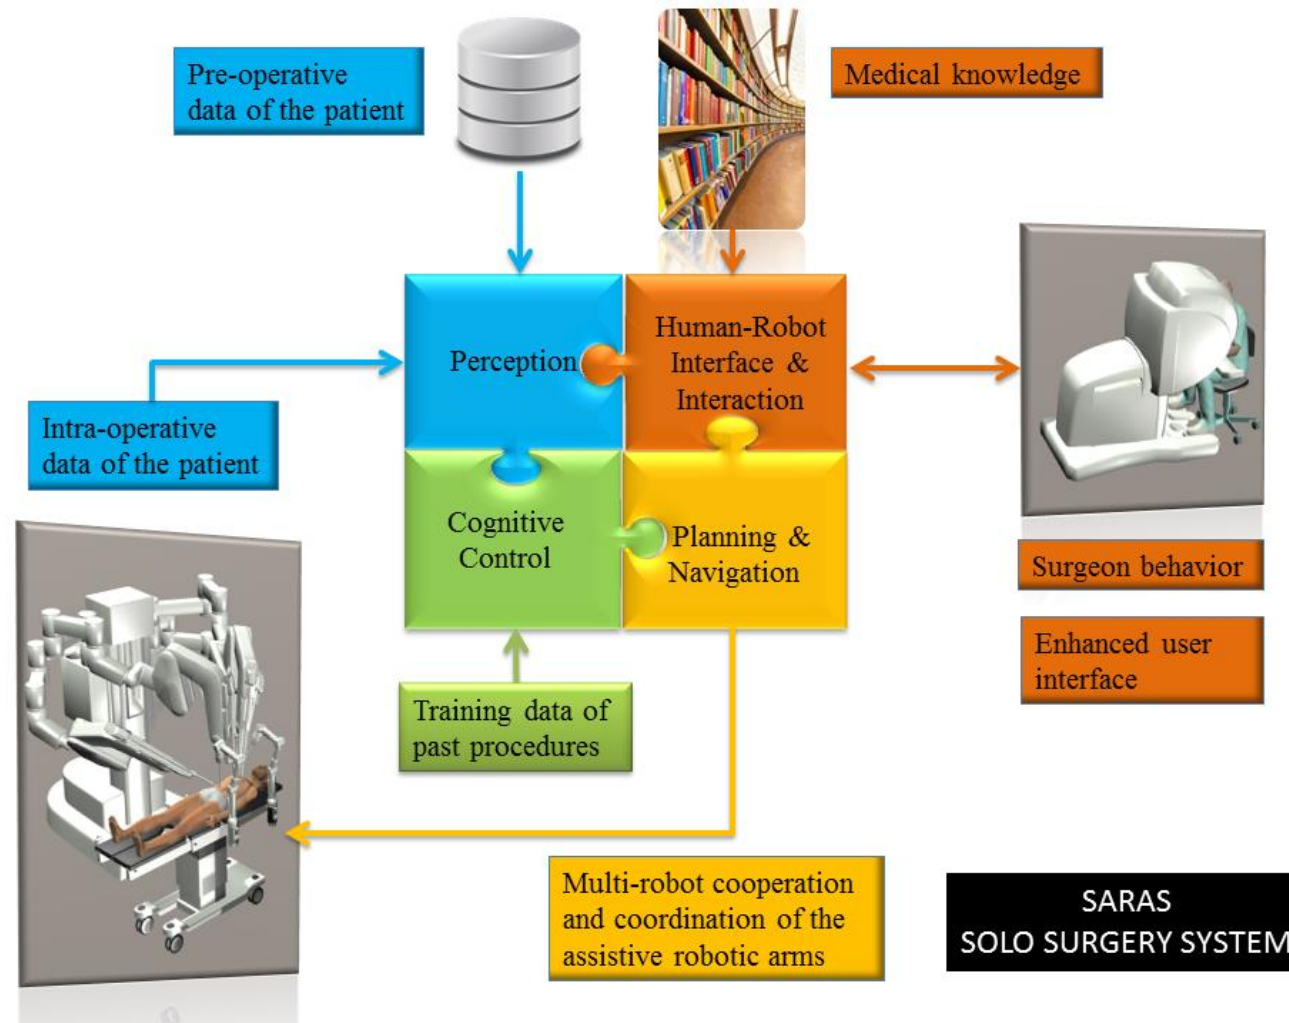 Pre-operative
data of the patient
Medical knowledge
Perception
Human-Robot
Interface &
Interaction
Intra-operative
data of the patient
Cognitive
Control
Planning &
Navigation
Surgeon behavior
Enhanced user
interface
Training data of
past procedures
Multi-robot cooperation
and coordination of the
assistive robotic arms
SARAS
SOLO SURGERY SYSTEM